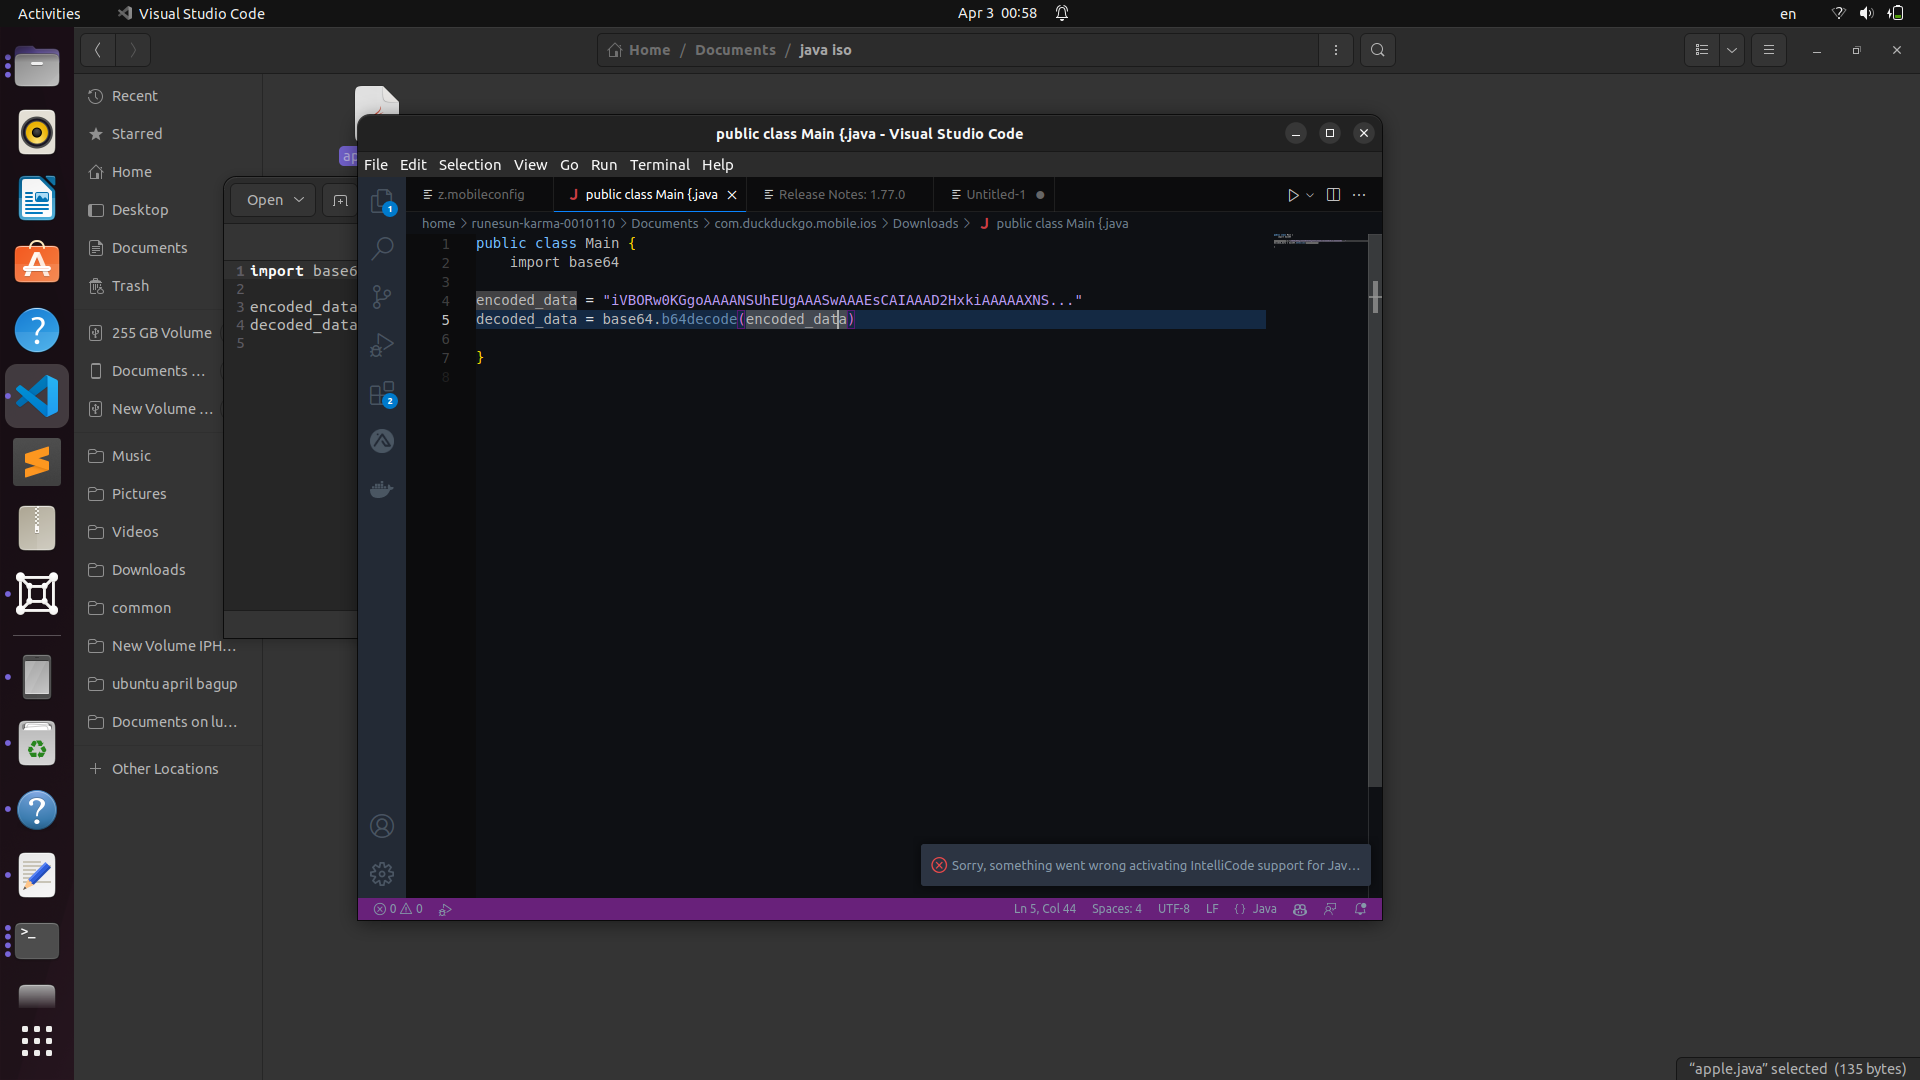 Activities
Visual Studio Code
Apr 3 00:58
en
Home / Documents / java iso
Recent
Starred
Home
Desktop
Documents
Trash
255 GB Volume
Documents ...
New Volume ...
Music
Pictures
Videos
Downloads
common
New Volume IPH...
ubuntu april bagup
Documents on lu...
Other Locations
ap
Open
1 import base6
2
3 encoded_data
4 decoded_data
5
public class Main {.java - Visual Studio Code
File Edit Selection View Go Run Terminal Help
z.mobileconfig
public class Main {.java
Release Notes: 1.77.0
Untitled-1
home > runesun-karma-0010110 > Documents > com.duckduckgo.mobile.ios > Downloads > J public class Main {.java
1 public class Main {
2 import base64
3
4 encoded_data = "iVBORw0KGgoAAAANSUhEUgAAASwAAAEsCAIAAAD2HxkiAAAAAXNS..."
5 decoded_data = base64.b64decode(encoded_data)
6
7 }
8
1
2
Sorry, something went wrong activating IntelliCode support for Jav...
0 0
Ln 5, Col 44 Spaces: 4 UTF-8 LF {} Java
"apple.java" selected (135 bytes)